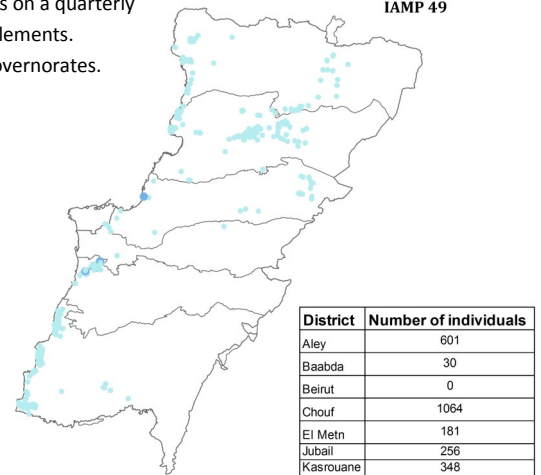 s on a quarterly
lements.
overnorates.
IAMP 49
District Number of individuals
Aley 601
Baabda 30
Beirut 0
Chouf 1064
El Metn 181
Jubail 256
Kasrouane 348